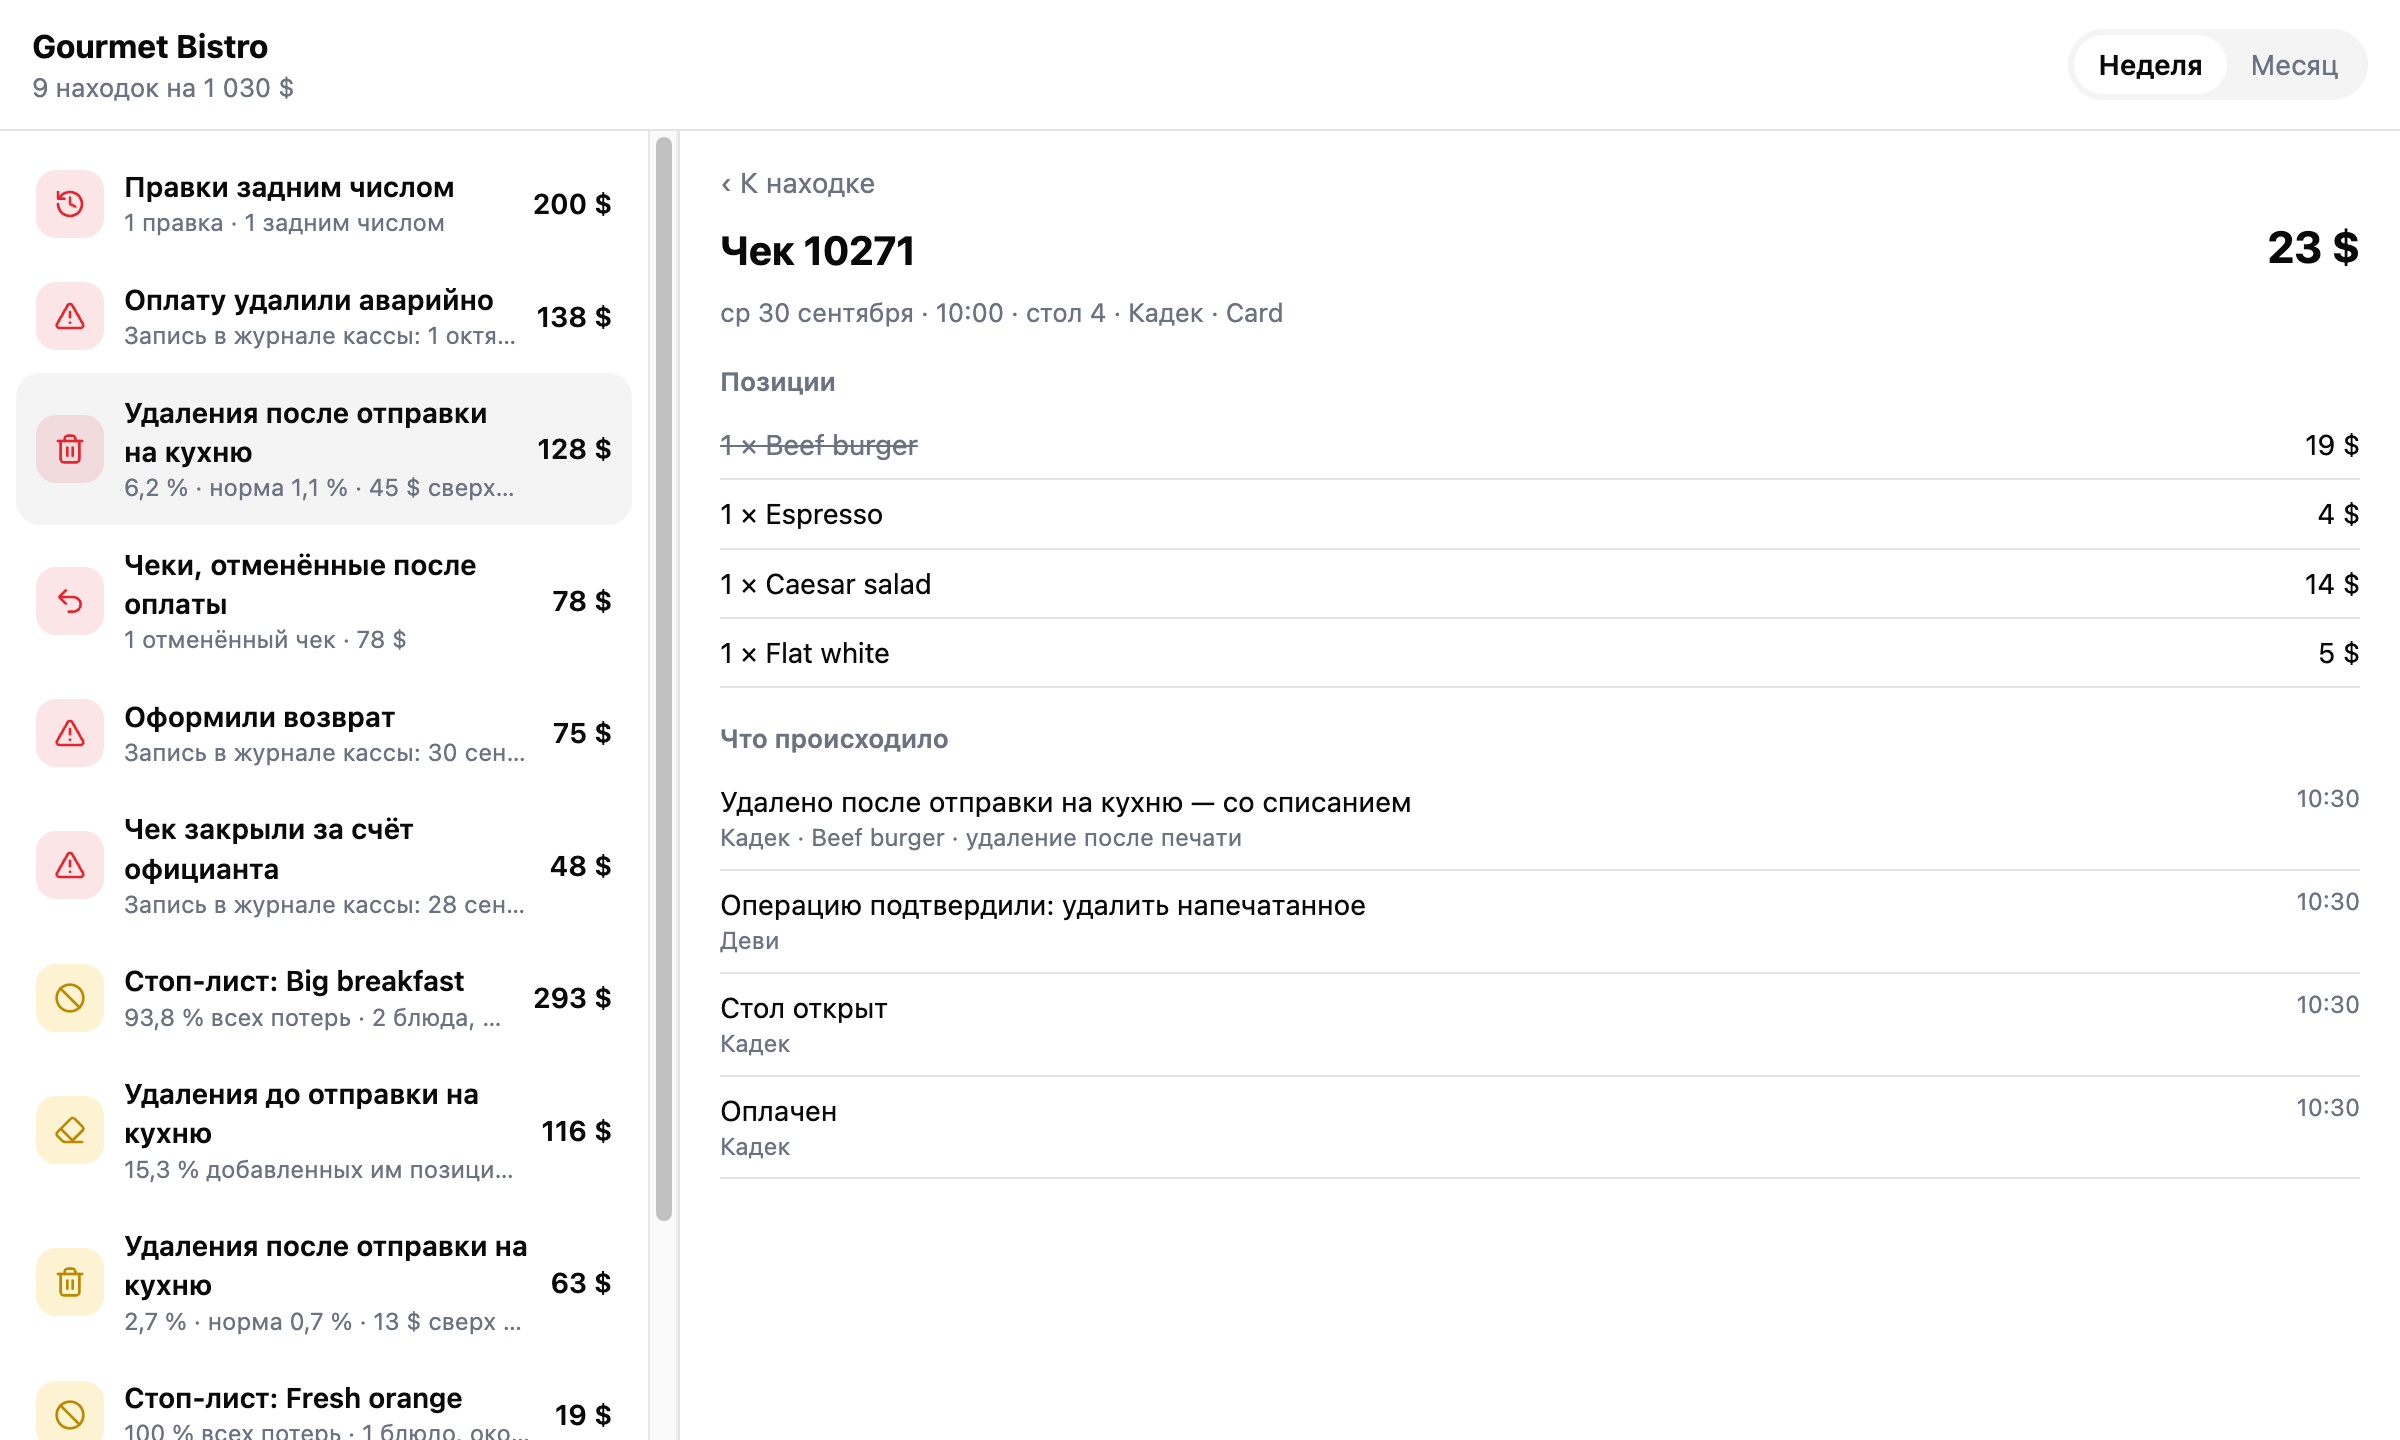 Gourmet Bistro
9 находок на 1 030 $
Неделя
Месяц
Правки задним числом
1 правка · 1 задним числом
200 $
Оплату удалили аварийно
Запись в журнале кассы: 1 октя...
138 $
Удаления после отправки
на кухню
6,2 % · норма 1,1 % · 45 $ сверх...
128 $
Чеки, отменённые после
оплаты
1 отменённый чек · 78 $
78 $
Оформили возврат
Запись в журнале кассы: 30 сен...
75 $
Чек закрыли за счёт
официанта
Запись в журнале кассы: 28 сен...
48 $
Стоп-лист: Big breakfast
93,8 % всех потерь · 2 блюда, ...
293 $
Удаления до отправки на
кухню
15,3 % добавленных им позици...
116 $
Удаления после отправки на
кухню
2,7 % · норма 0,7 % · 13 $ сверх ...
63 $
Стоп-лист: Fresh orange
100 % всех потерь · 1 блюдо, око...
19 $
‹ К находке
Чек 10271
23 $
ср 30 сентября · 10:00 · стол 4 · Кадек · Card
Позиции
1 × Beef burger
19 $
1 × Espresso
4 $
1 × Caesar salad
14 $
1 × Flat white
5 $
Что происходило
Удалено после отправки на кухню — со списанием
10:30
Кадек · Beef burger · удаление после печати
Операцию подтвердили: удалить напечатанное
10:30
Деви
Стол открыт
10:30
Кадек
Оплачен
10:30
Кадек